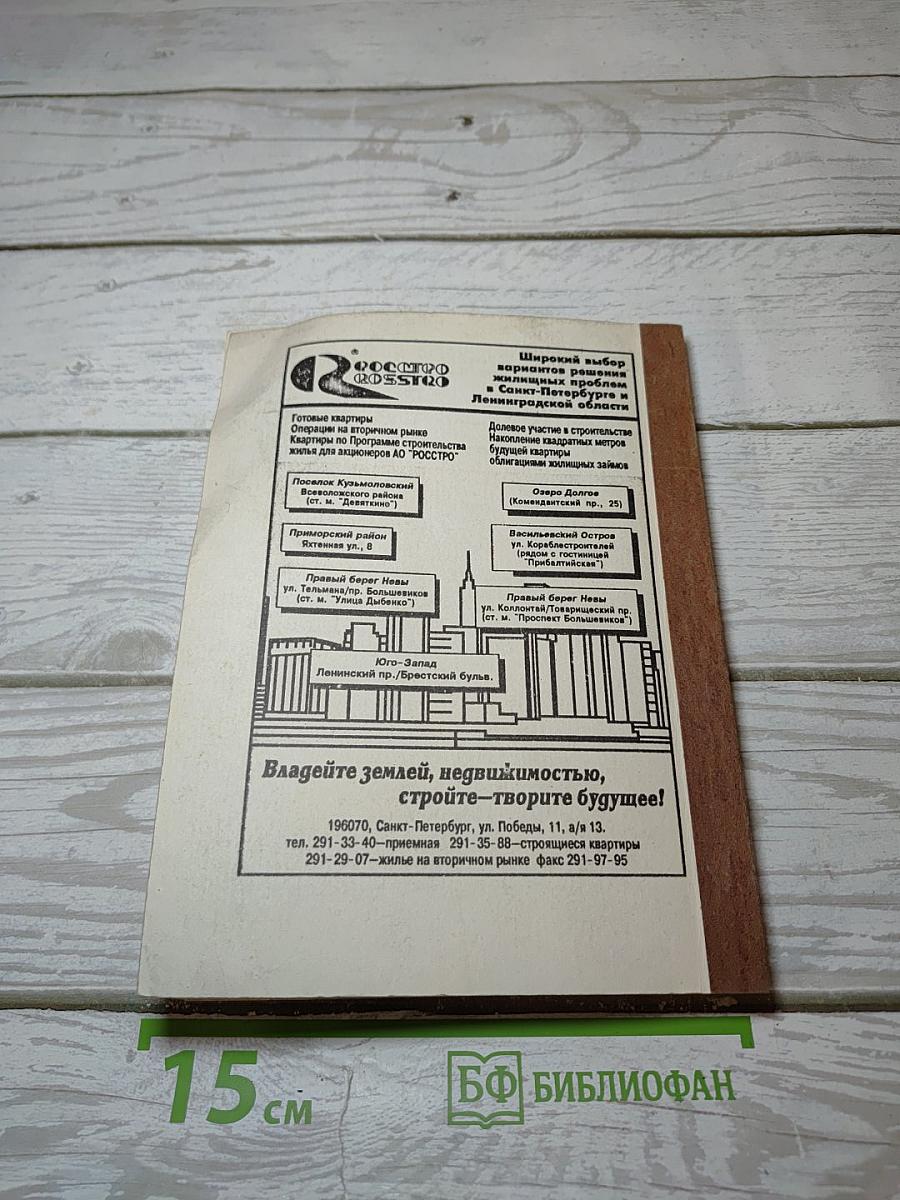 РОССТРО
ROSSTRO
®
Широкий выбор
вариантов решения
жилищных проблем
в Санкт-Петербурге и
Ленинградской области
Готовые квартиры
Операции на вторичном рынке
Квартиры по Программе строительства
жилья для акционеров АО "РОССТРО"
Долевое участие в строительстве
Накопление квадратных метров
будущей квартиры
облигациями жилищных займов
Поселок Кузьмоловский
Всеволожского района
(ст. м. "Девяткино")
Озеро Долгое
(Комендантский пр., 25)
Приморский район
Яхтенная ул., 8
Васильевский Остров
ул. Кораблестроителей
(рядом с гостиницей
"Прибалтийская")
Правый берег Невы
ул. Тельмана/пр. Большевиков
(ст. м. "Улица Дыбенко")
Правый берег Невы
ул. Коллонтай/Товарищеский пр.
(ст. м. "Проспект Большевиков")
Юго-Запад
Ленинский пр./Брестский бульв.
Владейте землей, недвижимостью,
стройте—творите будущее!
196070, Санкт-Петербург, ул. Победы, 11, а/я 13.
тел. 291-33-40—приемная 291-35-88—строящиеся квартиры
291-29-07—жилье на вторичном рынке факс 291-97-95
15 см
БФ БИБЛИОФАН